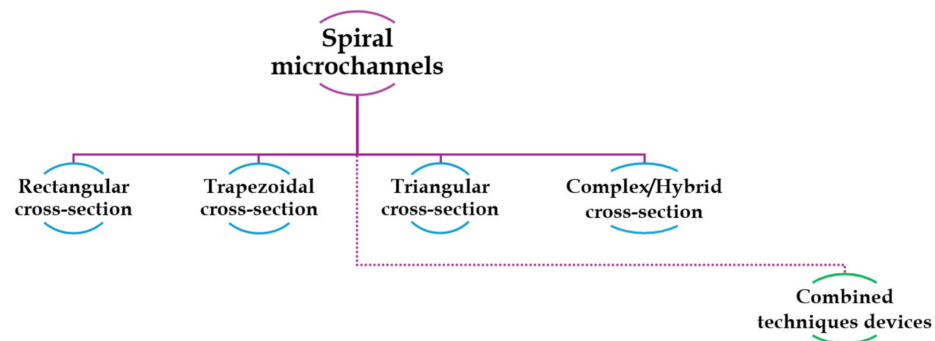 Spiral
microchannels
Rectangular
cross-section
Trapezoidal
cross-section
Triangular
cross-section
Complex/Hybrid
cross-section
Combined
techniques devices